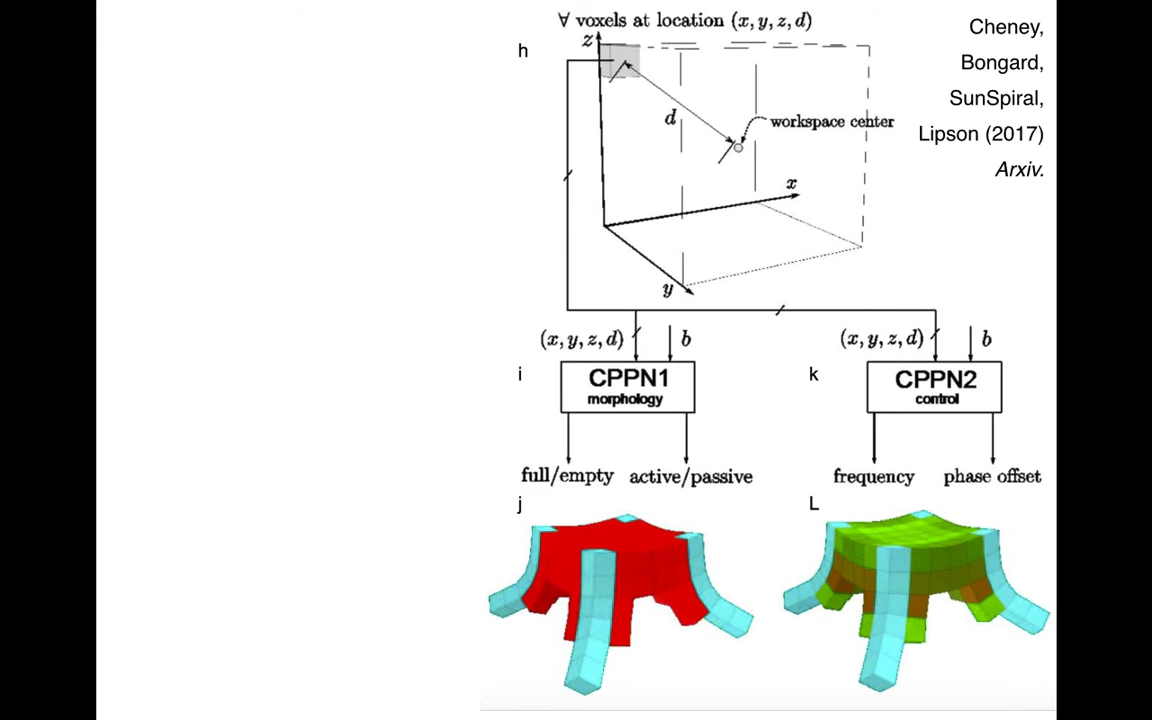 ∀ voxels at location (x, y, z, d)
Cheney,
Bongard,
SunSpiral,
Lipson (2017)
Arxiv.
h
z
d
workspace center
x
y
(x, y, z, d)
b
(x, y, z, d)
b
i
CPPN1
morphology
k
CPPN2
control
full/empty active/passive
frequency phase offset
j
L